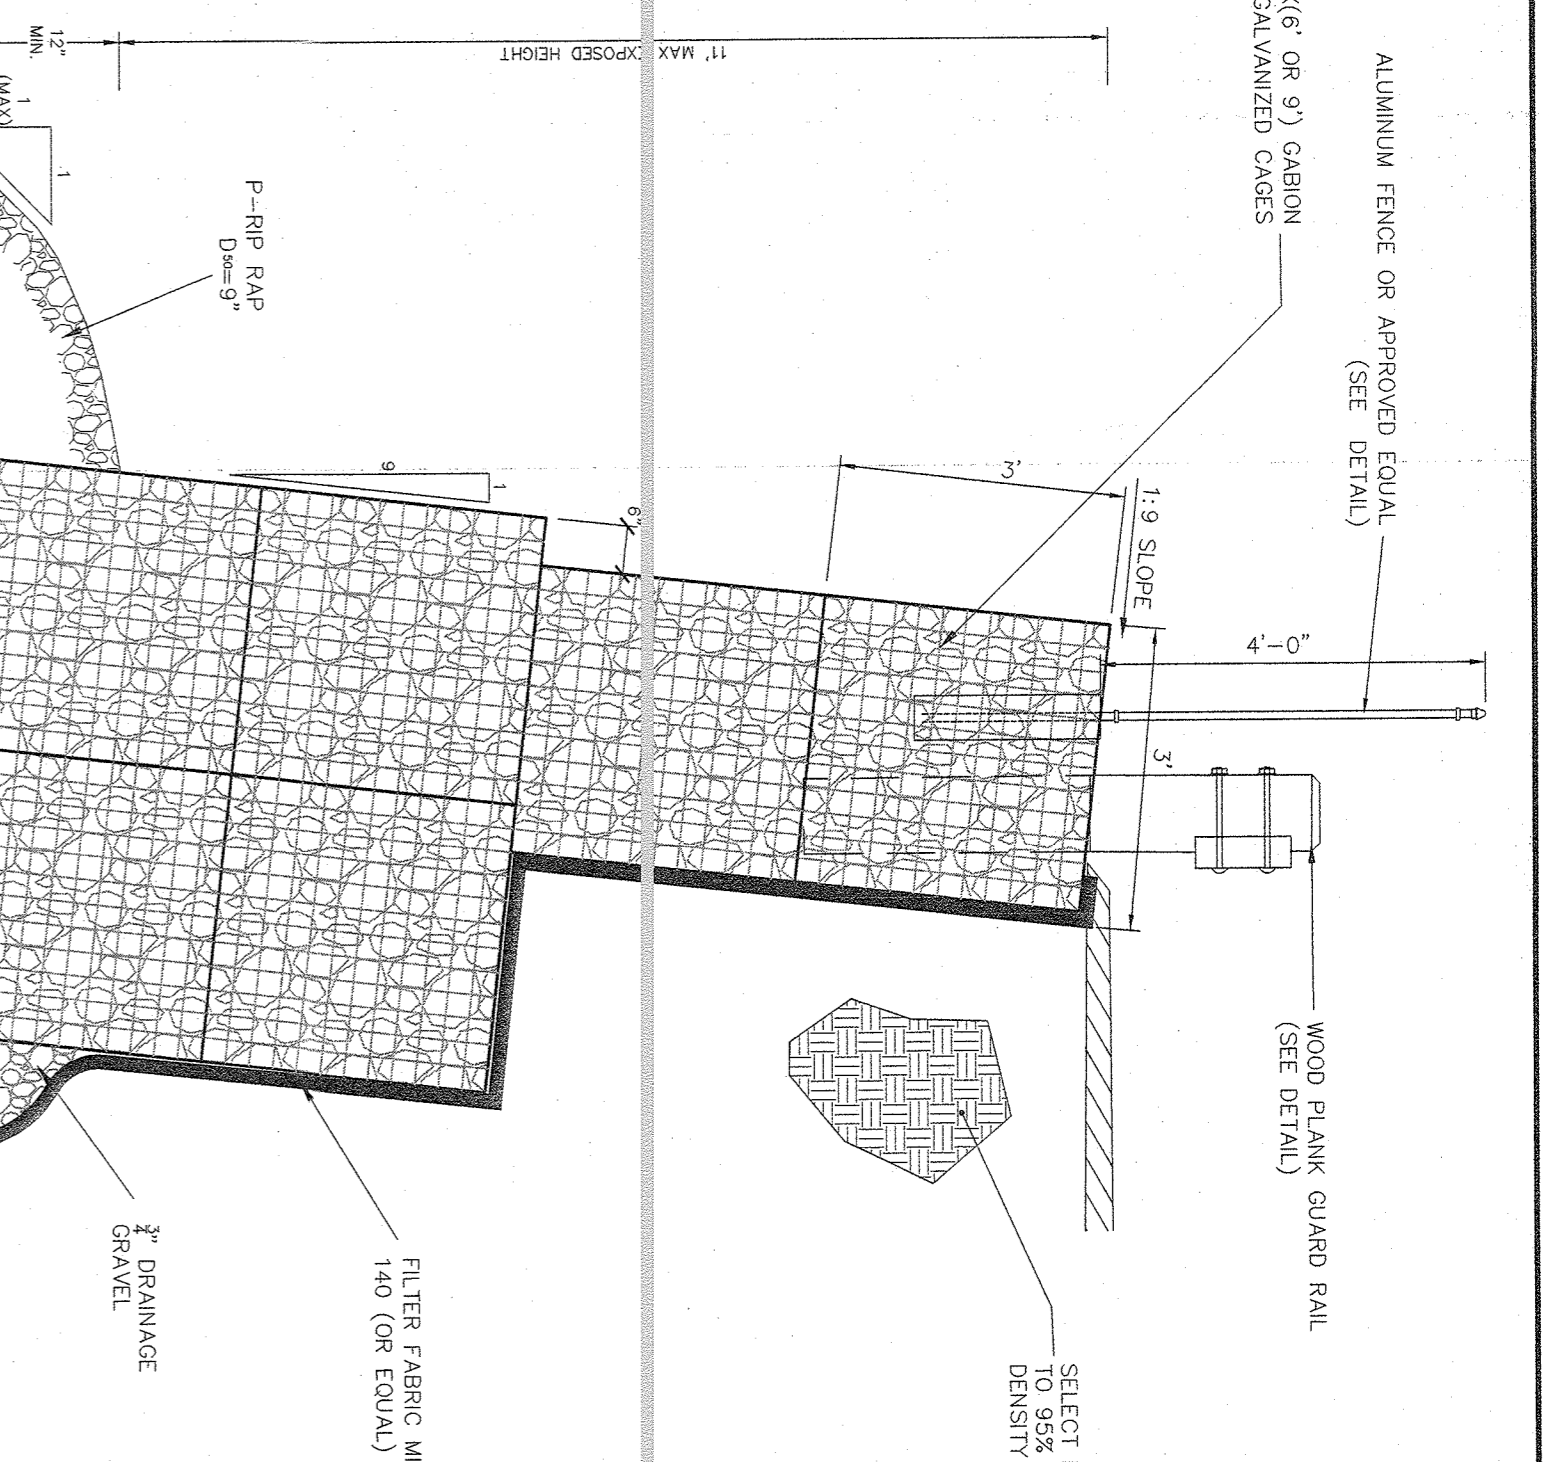 ALUMINUM FENCE OR APPROVED EQUAL
(SEE DETAIL)
X(6' OR 9') GABION
GALVANIZED CAGES
11' MAX EXPOSED HEIGHT
12"
MIN.
1
(MAX)
1
P-RIP RAP
D50=9"
9
1
6"
3'
1:9 SLOPE
4'-0"
3'
WOOD PLANK GUARD RAIL
(SEE DETAIL)
SELECT
TO 95%
DENSITY
FILTER FABRIC MI
140 (OR EQUAL)
3/4" DRAINAGE
GRAVEL